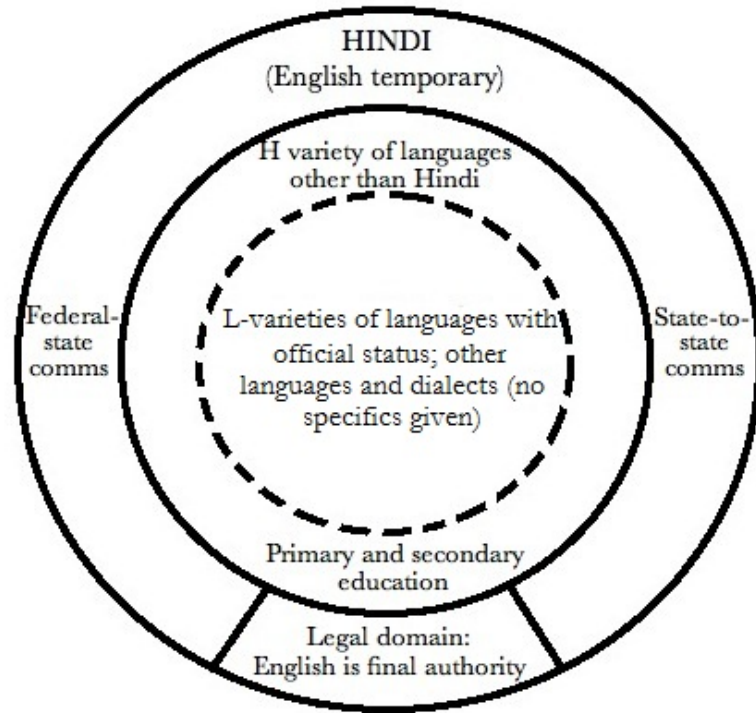 HINDI
(English temporary)
H variety of languages
other than Hindi
Federal-
state
comms
L-varieties of languages with
official status; other
languages and dialects (no
specifics given)
State-to-
state
comms
Primary and secondary
education
Legal domain:
English is final authority